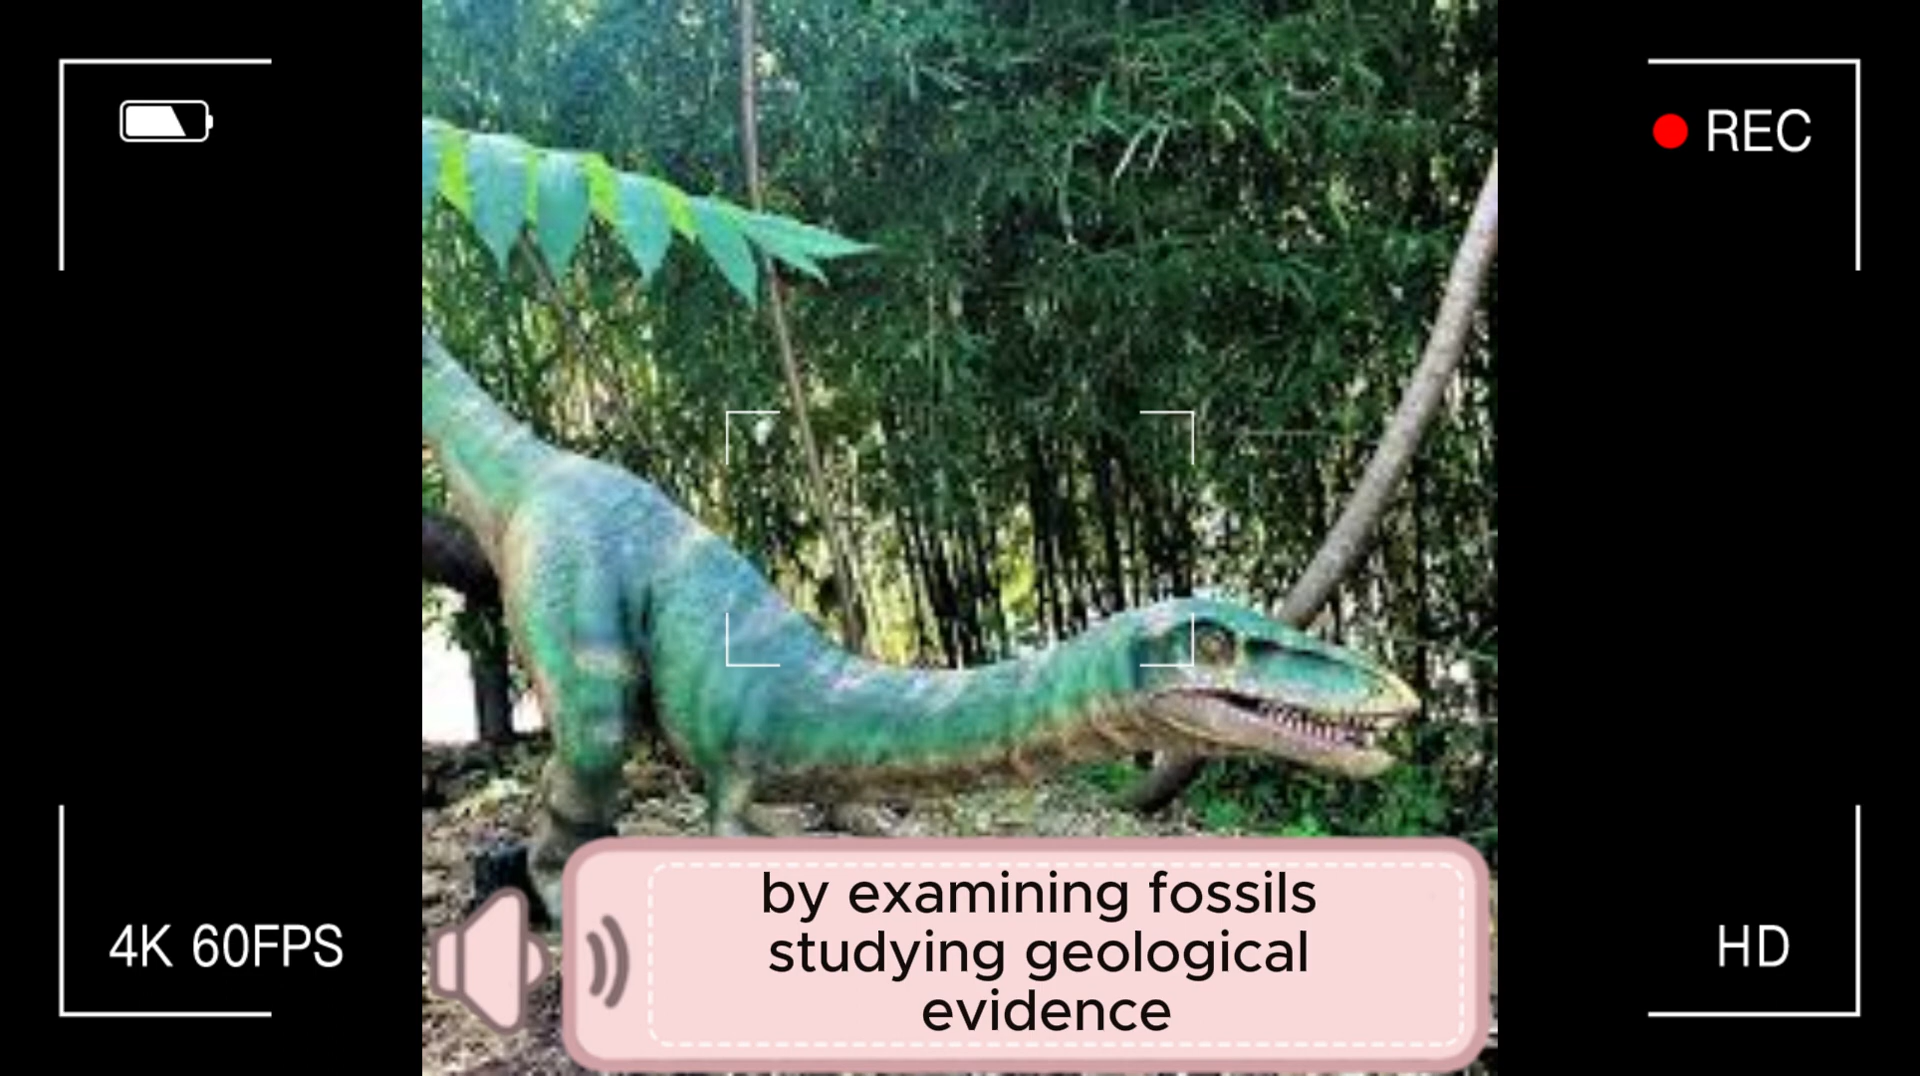 REC
by examining fossils
studying geological
evidence
4K 60FPS
HD